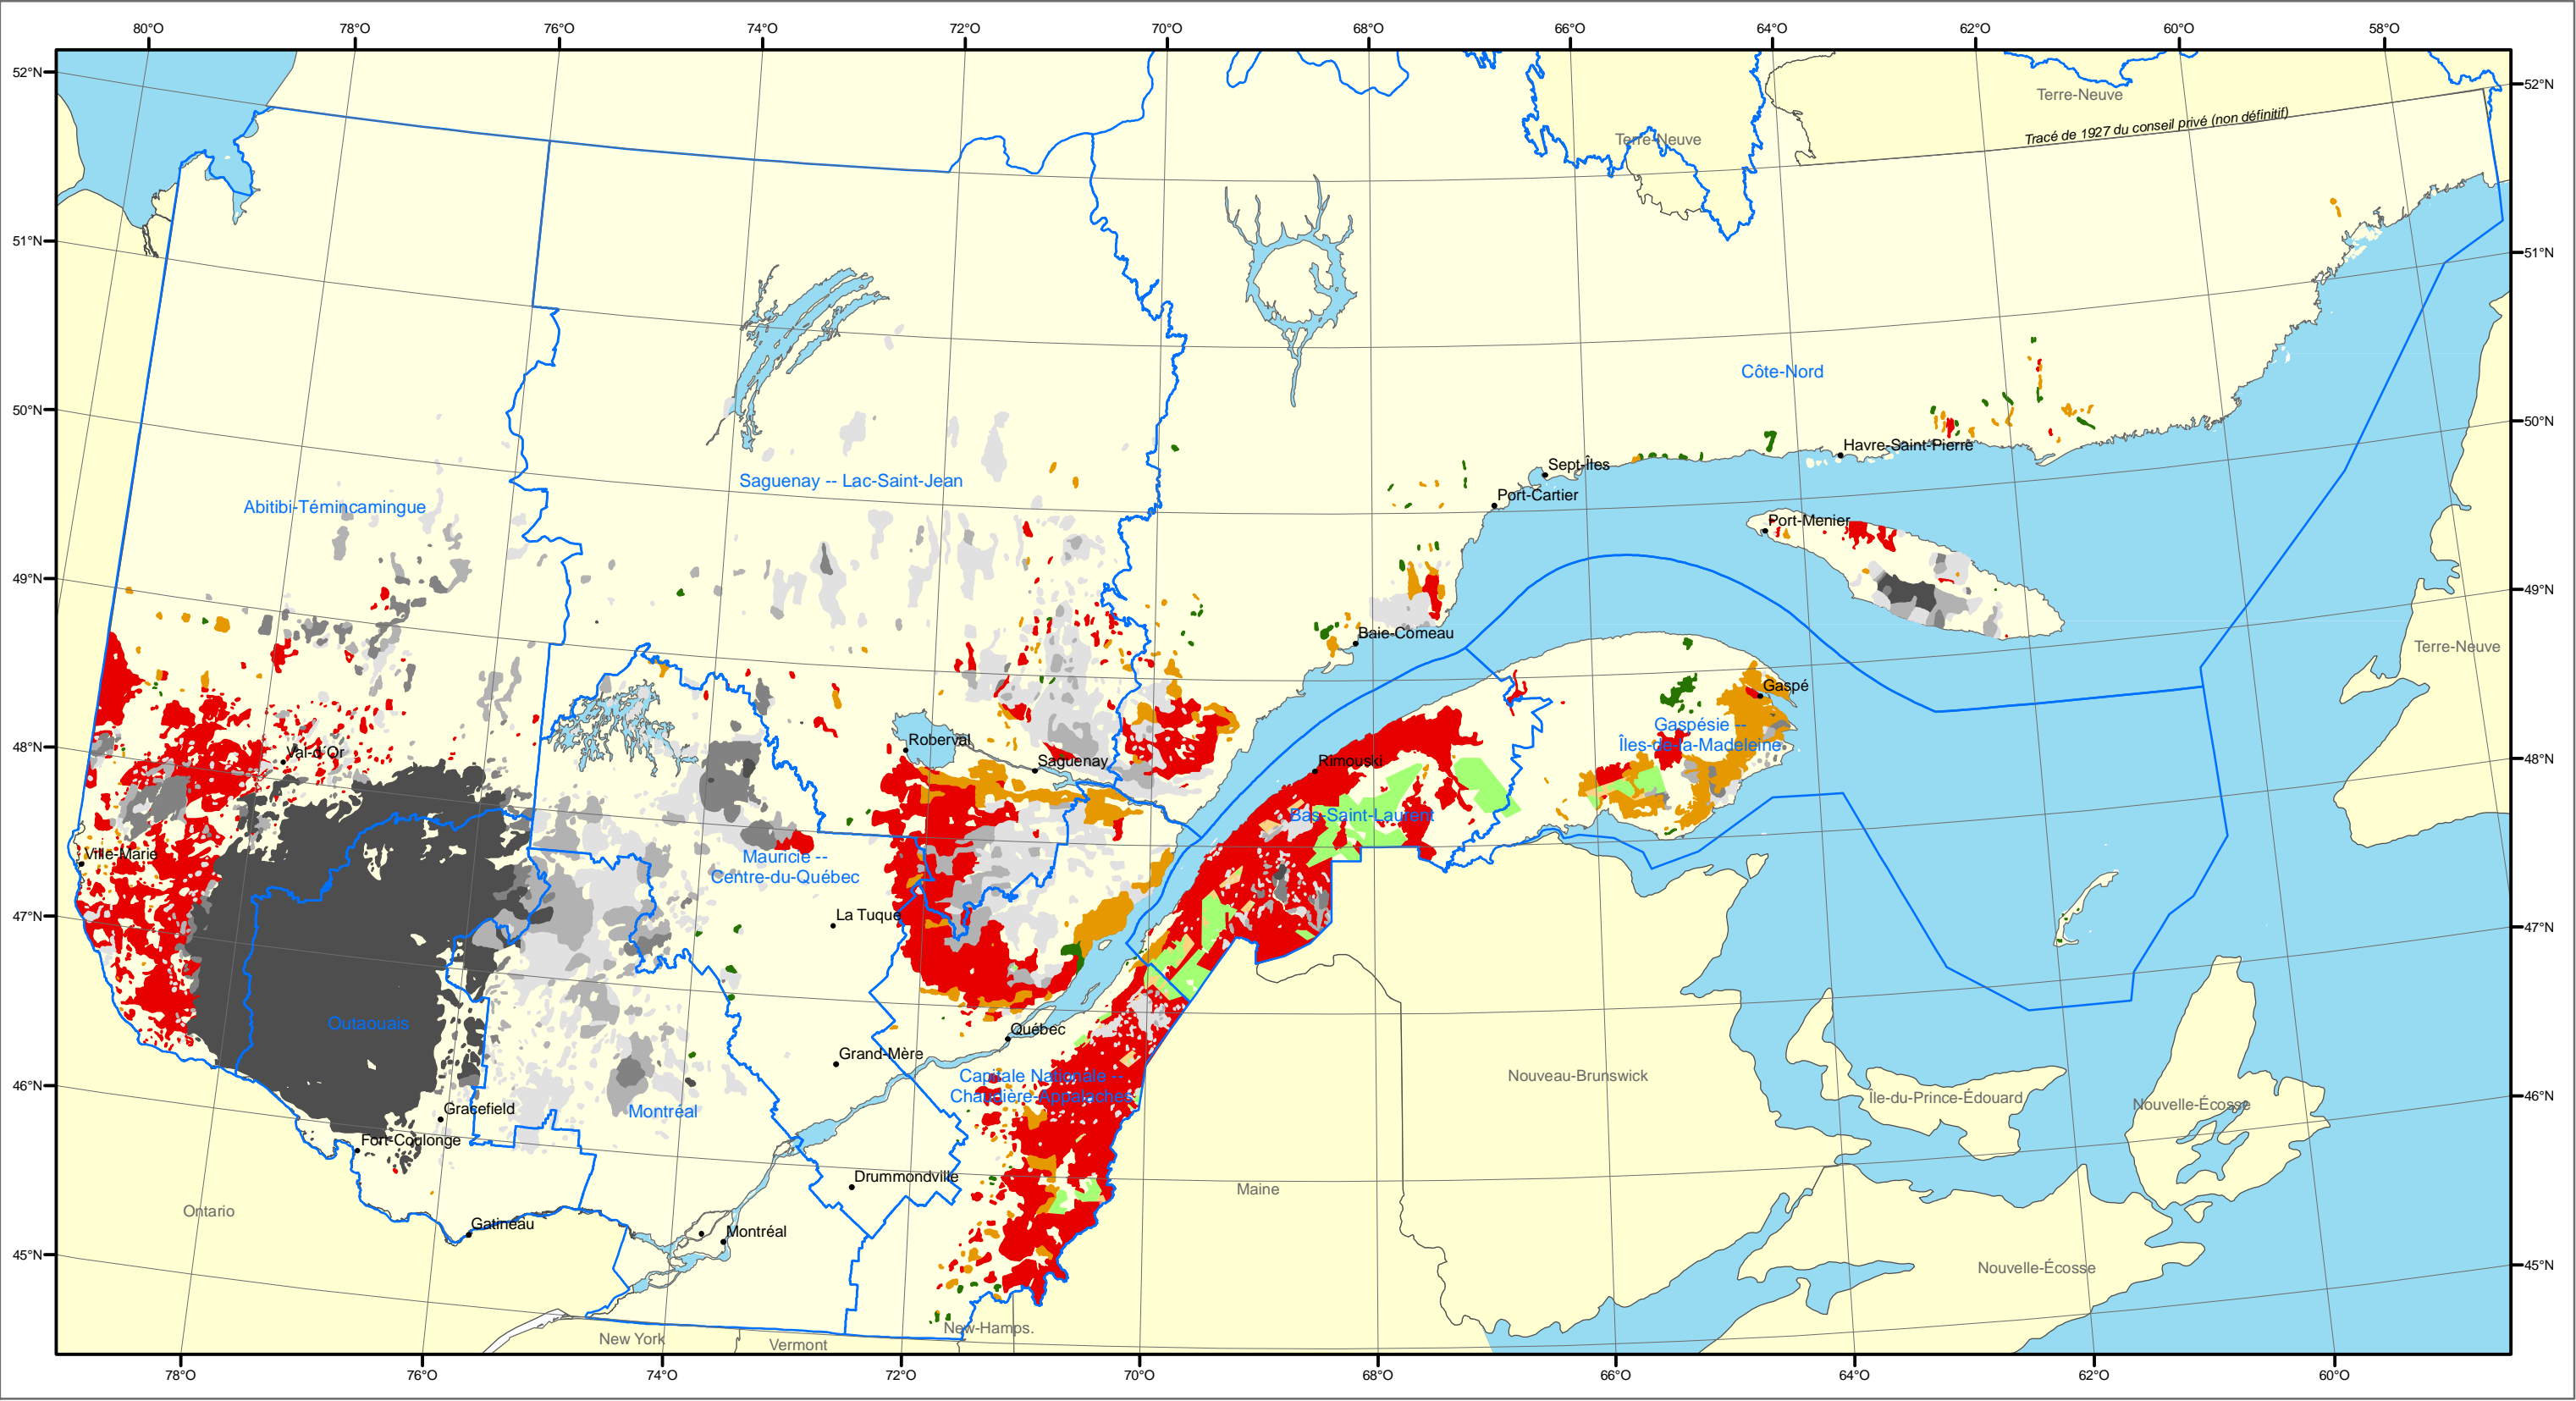 80°O 78°O 76°O 74°O 72°O 70°O 68°O 66°O 64°O 62°O 60°O 58°O
52°N
52°N
Terre-Neuve
Tracé de 1927 du conseil privé (non définitif)
Terre-Neuve
51°N
51°N
Côte-Nord
50°N
50°N
Havre-Saint-Pierre
Sept-Îles
Saguenay -- Lac-Saint-Jean
Port-Cartier
Abitibi-Témincamingue
Port-Menier
49°N
49°N
Baie-Comeau
Terre-Neuve
Gaspé
Gaspésie --
Îles-de-la-Madeleine
Roberval
48°N
Val-d'Or
48°N
Saguenay
Rimouski
Bas-Saint-Laurent
Ville-Marie
Mauricie --
Centre-du-Québec
47°N
La Tuque
47°N
Outaouais
Québec
Grand-Mère
46°N
Capitale Nationale --
Chaudière-Appalaches
Nouveau-Brunswick
Île-du-Prince-Édouard
46°N
Nouvelle-Écosse
Gracefield
Montréal
Fort-Coulonge
Drummondville
Maine
Ontario
Gatineau
Montréal
45°N
Nouvelle-Écosse
45°N
New-Hamps.
New York
Vermont
78°O 76°O 74°O 72°O 70°O 68°O 66°O 64°O 62°O 60°O